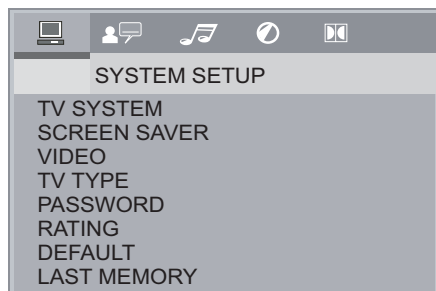 SYSTEM SETUP
TV SYSTEM
SCREEN SAVER
VIDEO
TV TYPE
PASSWORD
RATING
DEFAULT
LAST MEMORY